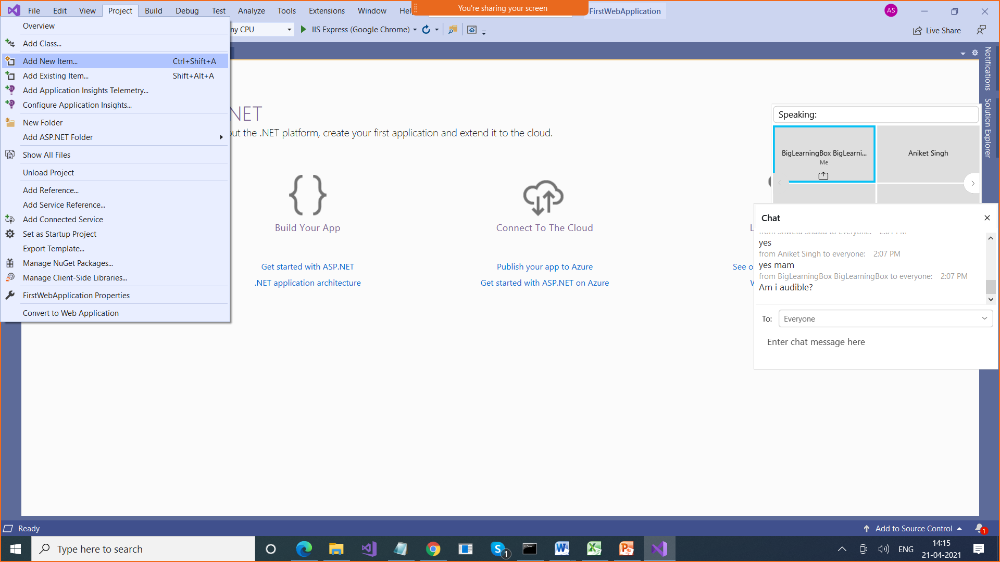 File Edit View Project Build Debug Test Analyze Tools Extensions Window Hel
You're sharing your screen
FirstWebApplication
AS
ny CPU
IIS Express (Google Chrome)
Live Share
Overview
Add Class...
Add New Item... Ctrl+Shift+A
Add Existing Item... Shift+Alt+A
Add Application Insights Telemetry...
Configure Application Insights...
New Folder
Add ASP.NET Folder
Show All Files
Unload Project
Add Reference...
Add Service Reference...
Add Connected Service
Set as Startup Project
Export Template...
Manage NuGet Packages...
Manage Client-Side Libraries...
FirstWebApplication Properties
Convert to Web Application
NET
out the .NET platform, create your first application and extend it to the cloud.
Build Your App
Get started with ASP.NET
.NET application architecture
Connect To The Cloud
Publish your app to Azure
Get started with ASP.NET on Azure
L
See o
W
Notifications
Solution Explorer
Speaking:
BigLearningBox BigLearni...
Me
Aniket Singh
Chat
from Shweta Shukla to everyone: 2:01 PM
yes
from Aniket Singh to everyone: 2:07 PM
yes mam
from BigLearningBox BigLearningBox to everyone: 2:07 PM
Am i audible?
To: Everyone
Enter chat message here
Ready
Add to Source Control
1
Type here to search
1
ENG
14:15
21-04-2021